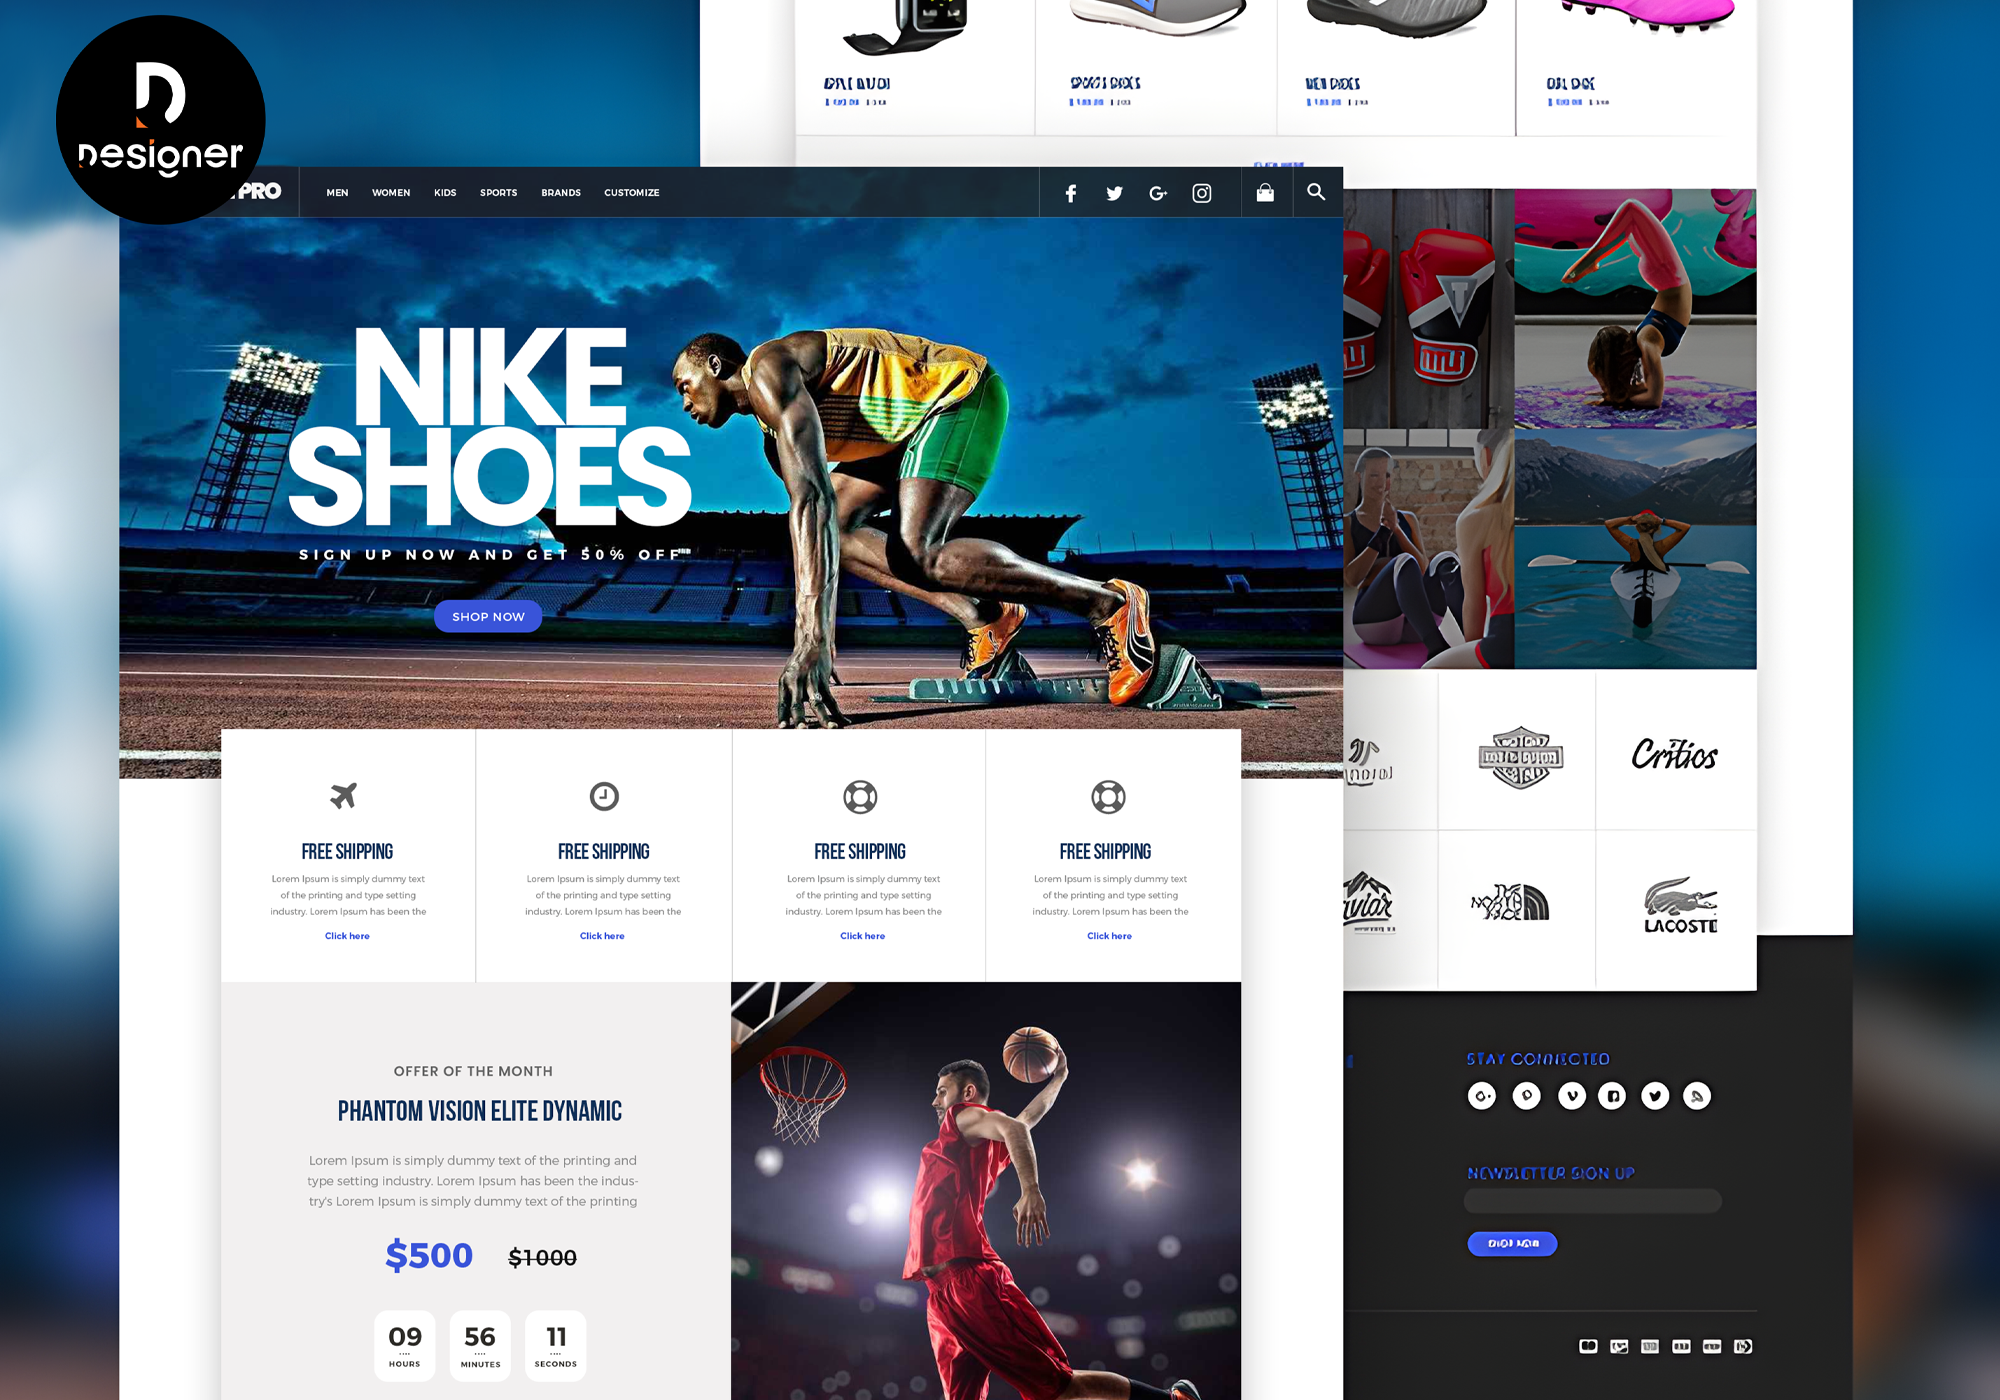 Designer
PRO
MEN WOMEN KIDS SPORTS BRANDS CUSTOMIZE
NIKE
SHOES
SIGN UP NOW AND GET 50% OFF
SHOP NOW
Critios
LACOSTE
FREE SHIPPING
Lorem Ipsum is simply dummy text
of the printing and type setting
industry. Lorem Ipsum has been the
Click here
FREE SHIPPING
Lorem Ipsum is simply dummy text
of the printing and type setting
industry. Lorem Ipsum has been the
Click here
FREE SHIPPING
Lorem Ipsum is simply dummy text
of the printing and type setting
industry. Lorem Ipsum has been the
Click here
FREE SHIPPING
Lorem Ipsum is simply dummy text
of the printing and type setting
industry. Lorem Ipsum has been the
Click here
OFFER OF THE MONTH
PHANTOM VISION ELITE DYNAMIC
Lorem Ipsum is simply dummy text of the printing and
type setting industry. Lorem Ipsum has been the indus-
try's Lorem Ipsum is simply dummy text of the printing
$500 $1000
09 56 11
HOURS MINUTES SECONDS
STAY CONNECTED
NEWSLETTER SIGN UP